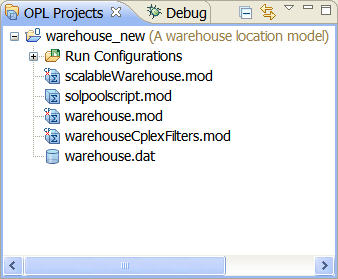 OPL Projects Debug
warehouse_new (A warehouse location model)
Run Configurations
scalableWarehouse.mod
solpoolscript.mod
warehouse.mod
warehouseCplexFilters.mod
warehouse.dat